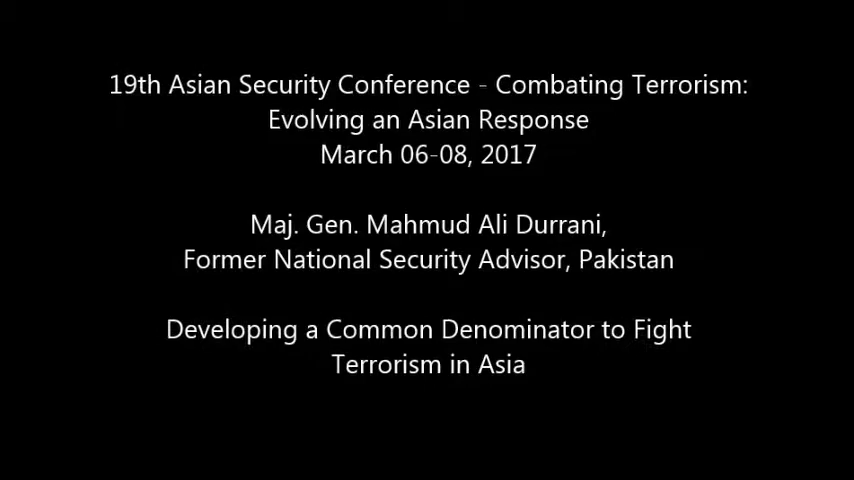 19th Asian Security Conference - Combating Terrorism:
Evolving an Asian Response
March 06-08, 2017
Maj. Gen. Mahmud Ali Durrani,
Former National Security Advisor, Pakistan
Developing a Common Denominator to Fight
Terrorism in Asia